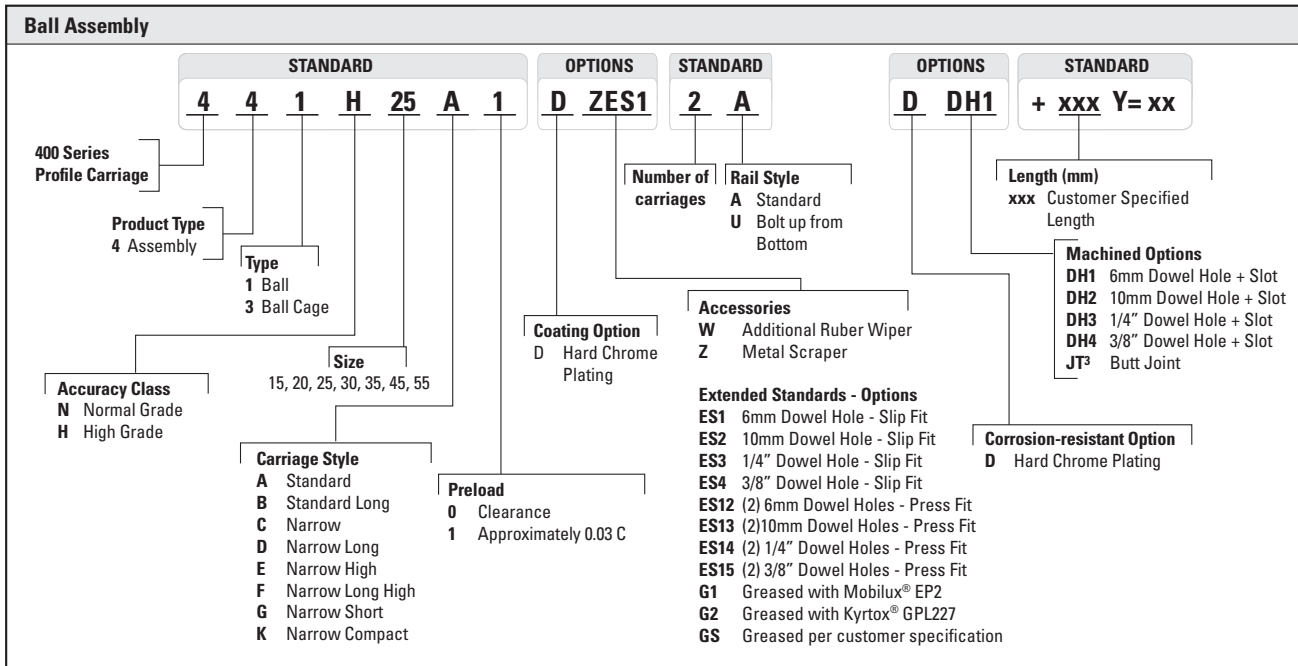 Ball Assembly
STANDARD
OPTIONS
STANDARD
OPTIONS
STANDARD
4 4 1 H 25 A 1
D ZES1
2 A
D DH1
+ xxx Y= xx
400 Series
Profile Carriage
Product Type
4 Assembly
Type
1 Ball
3 Ball Cage
Accuracy Class
N Normal Grade
H High Grade
Size
15, 20, 25, 30, 35, 45, 55
Carriage Style
A Standard
B Standard Long
C Narrow
D Narrow Long
E Narrow High
F Narrow Long High
G Narrow Short
K Narrow Compact
Preload
0 Clearance
1 Approximately 0.03 C
Coating Option
D Hard Chrome
Plating
Number of
carriages
Rail Style
A Standard
U Bolt up from
Bottom
Accessories
W Additional Ruber Wiper
Z Metal Scraper
Extended Standards - Options
ES1 6mm Dowel Hole - Slip Fit
ES2 10mm Dowel Hole - Slip Fit
ES3 1/4” Dowel Hole - Slip Fit
ES4 3/8” Dowel Hole - Slip Fit
ES12 (2) 6mm Dowel Holes - Press Fit
ES13 (2)10mm Dowel Holes - Press Fit
ES14 (2) 1/4” Dowel Holes - Press Fit
ES15 (2) 3/8” Dowel Holes - Press Fit
G1 Greased with Mobilux® EP2
G2 Greased with Kyrtox® GPL227
GS Greased per customer specification
Length (mm)
xxx Customer Specified
Length
Machined Options
DH1 6mm Dowel Hole + Slot
DH2 10mm Dowel Hole + Slot
DH3 1/4” Dowel Hole + Slot
DH4 3/8” Dowel Hole + Slot
JT³ Butt Joint
Corrosion-resistant Option
D Hard Chrome Plating